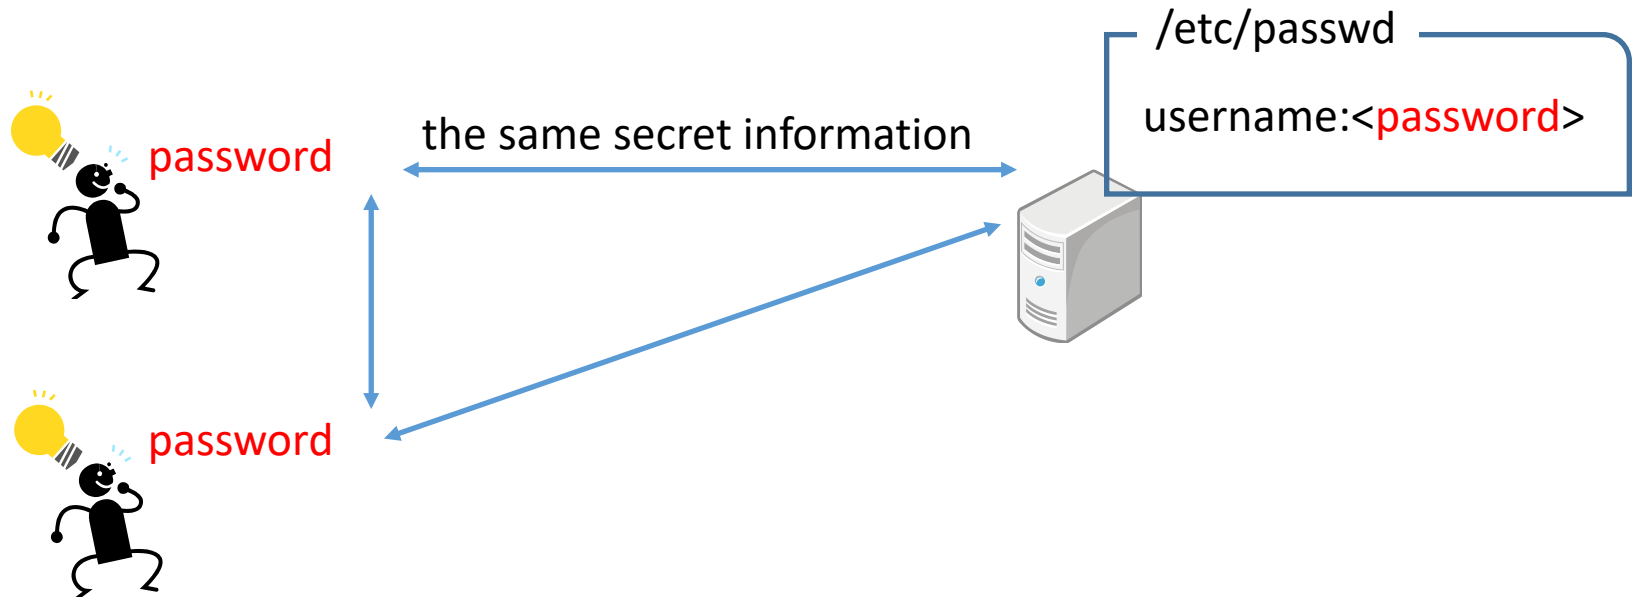 /etc/passwd
username:<password>
the same secret information
password
password